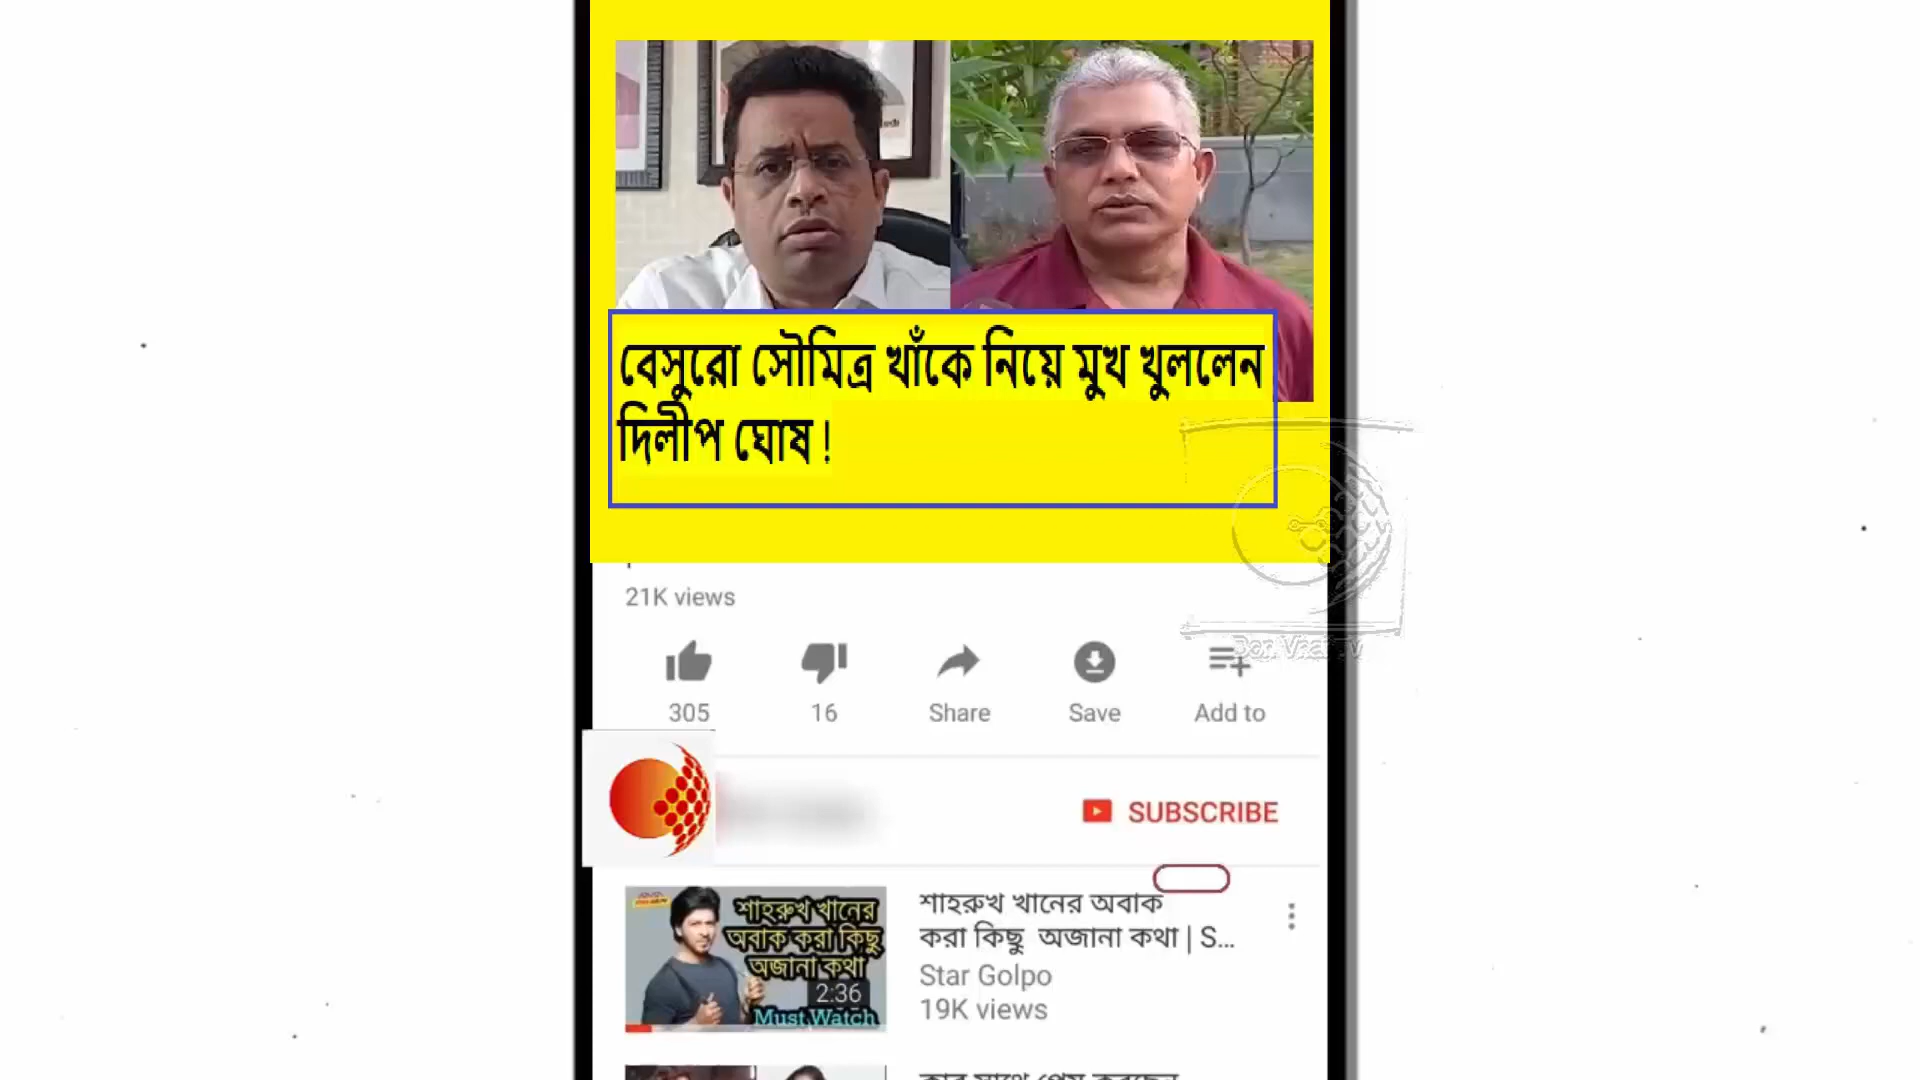 বেসুরো সৌমিত্র খাঁকে নিয়ে মুখ খুললেন
দিলীপ ঘোষ !
21K views
305
16
Share
Save
Add to
SUBSCRIBE
শাহরুখ খানের
অবাক করা কিছু
অজানা কথা
2:36
Must Watch
শাহরুখ খানের অবাক
করা কিছু অজানা কথা | S...
Star Golpo
19K views